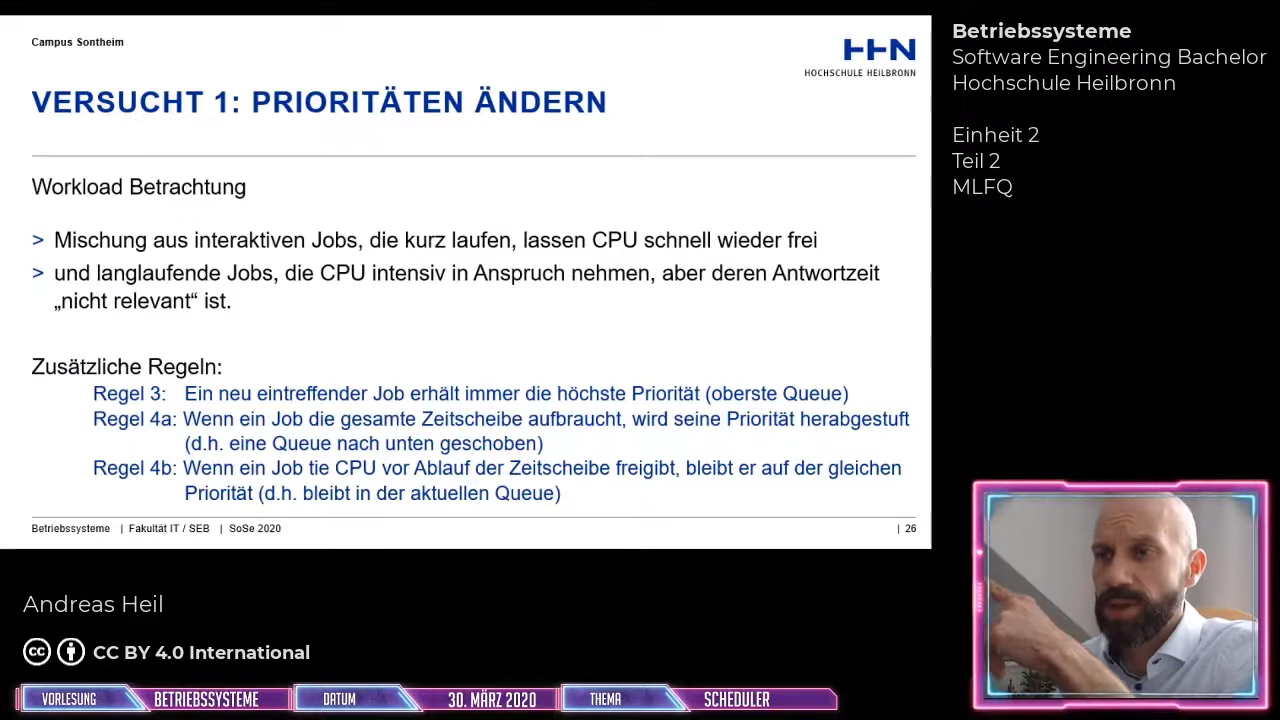 Campus Sontheim
HHN
HOCHSCHULE HEILBRONN
VERSUCHT 1: PRIORITÄTEN ÄNDERN
Workload Betrachtung
> Mischung aus interaktiven Jobs, die kurz laufen, lassen CPU schnell wieder frei
> und langlaufende Jobs, die CPU intensiv in Anspruch nehmen, aber deren Antwortzeit
„nicht relevant“ ist.
Zusätzliche Regeln:
Regel 3: Ein neu eintreffender Job erhält immer die höchste Priorität (oberste Queue)
Regel 4a: Wenn ein Job die gesamte Zeitscheibe aufbraucht, wird seine Priorität herabgestuft
(d.h. eine Queue nach unten geschoben)
Regel 4b: Wenn ein Job tie CPU vor Ablauf der Zeitscheibe freigibt, bleibt er auf der gleichen
Priorität (d.h. bleibt in der aktuellen Queue)
Betriebssysteme | Fakultät IT / SEB | SoSe 2020 | 26
Betriebssysteme
Software Engineering Bachelor
Hochschule Heilbronn
Einheit 2
Teil 2
MLFQ
Andreas Heil
cc CC BY 4.0 International
VORLESUNG BETRIEBSSYSTEME DATUM 30. MÄRZ 2020 THEMA SCHEDULER